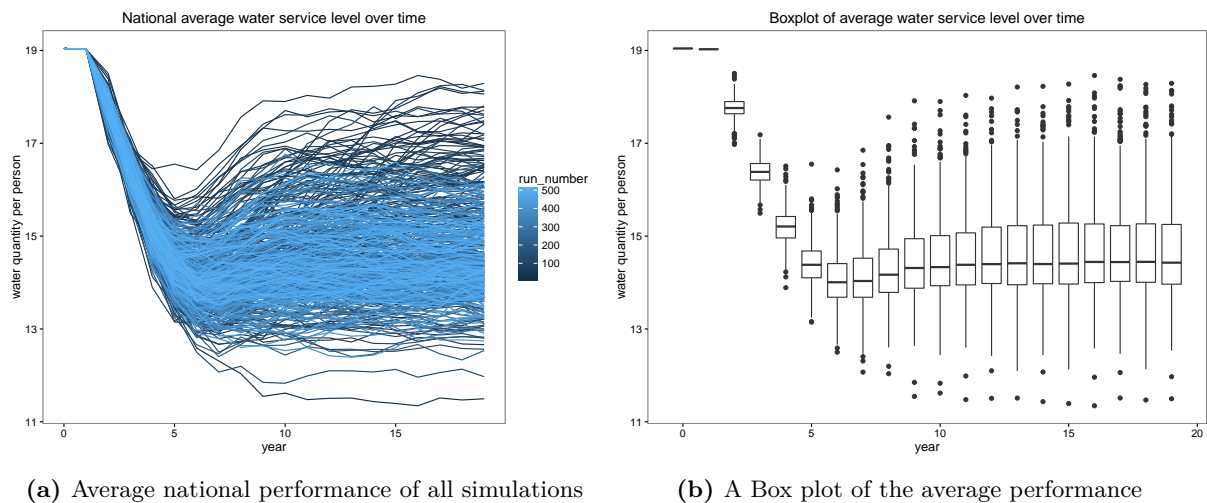 National average water service level over time
19
17
15
13
11
water quantity per person
0
5
10
15
year
run_number
500
400
300
200
100
Boxplot of average water service level over time
19
17
15
13
11
water quantity per person
0
5
10
15
20
year
(a) Average national performance of all simulations
(b) A Box plot of the average performance